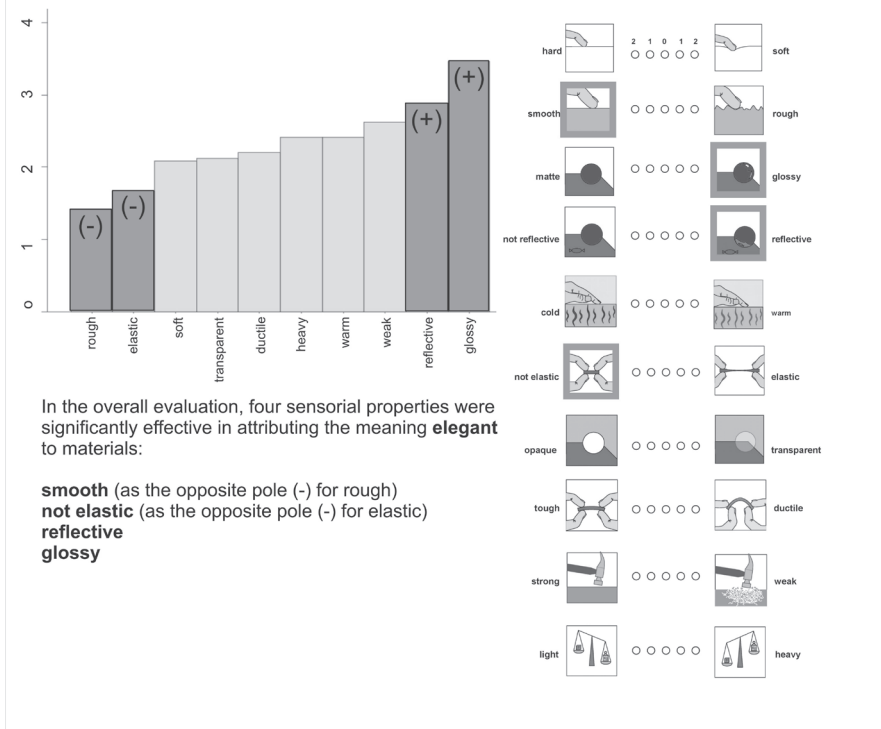 4
3
2
1
0
(-)
(-)
(+)
(+)
rough
elastic
soft
transparent
ductile
heavy
warm
weak
reflective
glossy
In the overall evaluation, four sensorial properties were
significantly effective in attributing the meaning elegant
to materials:
smooth (as the opposite pole (-) for rough)
not elastic (as the opposite pole (-) for elastic)
reflective
glossy
2 1 0 1 2
hard soft
smooth rough
matte glossy
not reflective reflective
cold warm
not elastic elastic
opaque transparent
tough ductile
strong weak
light heavy